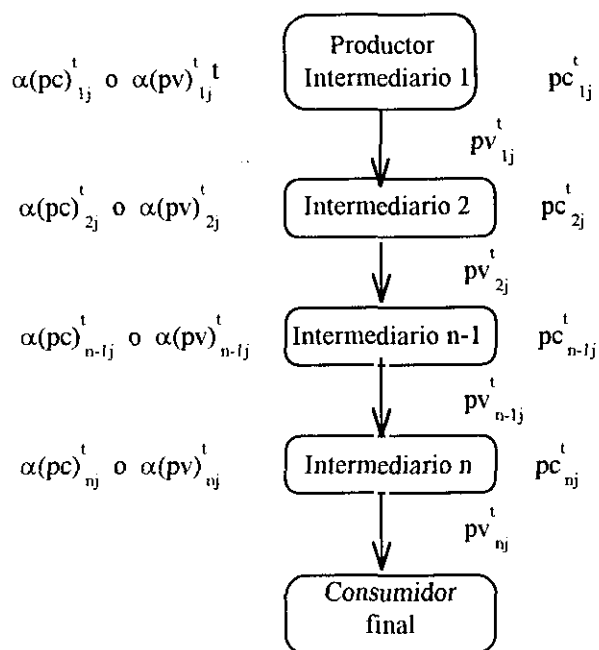 Productor
α(pc)^t_1j o α(pv)^t_1j t Intermediario 1 pc^t_1j
pv^t_1j
α(pc)^t_2j o α(pv)^t_2j Intermediario 2 pc^t_2j
pv^t_2j
α(pc)^t_n-1j o α(pv)^t_n-1j Intermediario n-1 pc^t_n-1j
pv^t_n-1j
α(pc)^t_nj o α(pv)^t_nj Intermediario n pc^t_nj
pv^t_nj
Consumidor
final